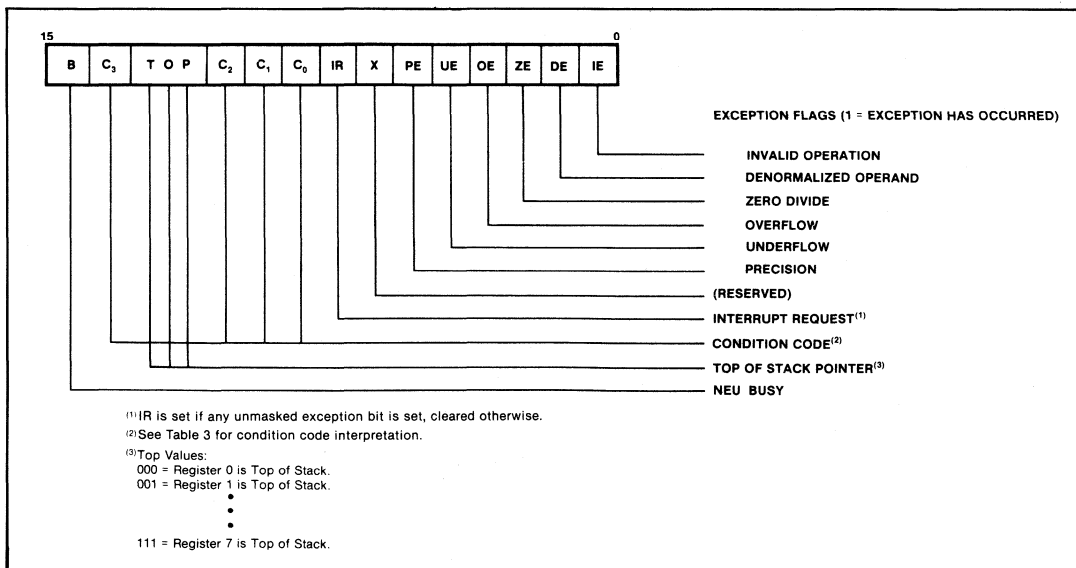 15 0
B C₃ T O P C₂ C₁ C₀ IR X PE UE OE ZE DE IE
EXCEPTION FLAGS (1 = EXCEPTION HAS OCCURRED)
INVALID OPERATION
DENORMALIZED OPERAND
ZERO DIVIDE
OVERFLOW
UNDERFLOW
PRECISION
(RESERVED)
INTERRUPT REQUEST⁽¹⁾
CONDITION CODE⁽²⁾
TOP OF STACK POINTER⁽³⁾
NEU BUSY
⁽¹⁾IR is set if any unmasked exception bit is set, cleared otherwise.
⁽²⁾See Table 3 for condition code interpretation.
⁽³⁾Top Values:
000 = Register 0 is Top of Stack.
001 = Register 1 is Top of Stack.
•
•
•
111 = Register 7 is Top of Stack.